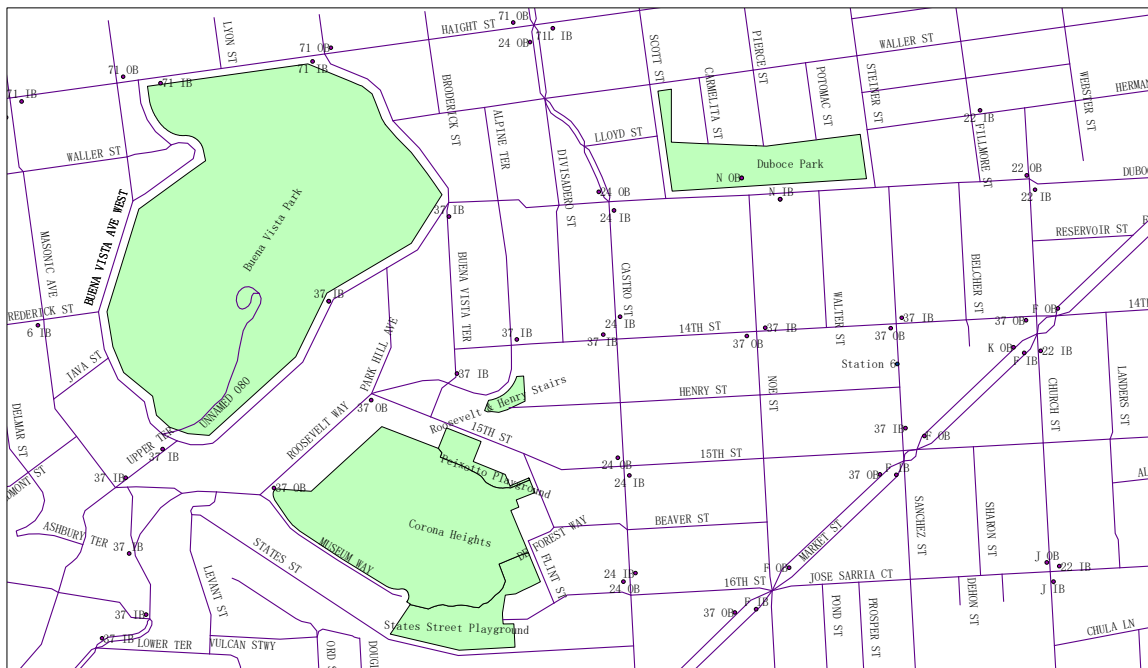 71 OB
HAIGHT ST
71L IB
24 OB
LYON ST
71 OB
71 IB
71 OB
71 IB
71 IB
SCOTT ST
PIERCE ST
WALLER ST
STEINER ST
WEBSTER ST
BRODERICK ST
CARMELITA ST
POTOMAC ST
HERMAN
ALPINE TER
LLOYD ST
22 IB
FILLMORE ST
WALLER ST
DIVISADERO ST
Duboce Park
N OB
N IB
22 OB
22 IB
DUBOC
24 OB
24 IB
37 IB
Buena Vista Park
BUENA VISTA AVE WEST
MASONIC AVE
BUENA VISTA TER
RESERVOIR ST
BELCHER ST
CASTRO ST
WALTER ST
37 IB
REDERICK ST
6 IB
F OB
14TH
24 IB
14TH ST
37 IB
37 OB
37 IB
37 OB
37 OB
37 IB
37 IB
PARK HILL AVE
K OB
F IB
22 IB
JAVA ST
Station 6
37 IB
HENRY ST
NOE ST
CHURCH ST
LANDERS ST
UNNAMED 080
37 OB
Roosevelt & Henry Stairs
DELMAR ST
ROOSEVELT WAY
UPPER TER
37 IB
15TH ST
37 IB
F OB
15TH ST
24 OB
24 IB
37 OB
F IB
37 IB
DMONT ST
Peixotto Playground
37 OB
AL
ASHBURY TER
37 IB
STATES ST
MUSEUM WAY
Corona Heights
DE FOREST WAY
BEAVER ST
MARKET ST
SANCHEZ ST
SHARON ST
FLINT ST
J OB
22 IB
J IB
LEVANT ST
24 IB
24 OB
16TH ST
F OB
JOSE SARRIA CT
DEHON ST
37 IB
37 OB
F IB
POND ST
PROSPER ST
States Street Playground
CHULA LN
37 IB
LOWER TER
VULCAN STWY
ORD S
DOUG